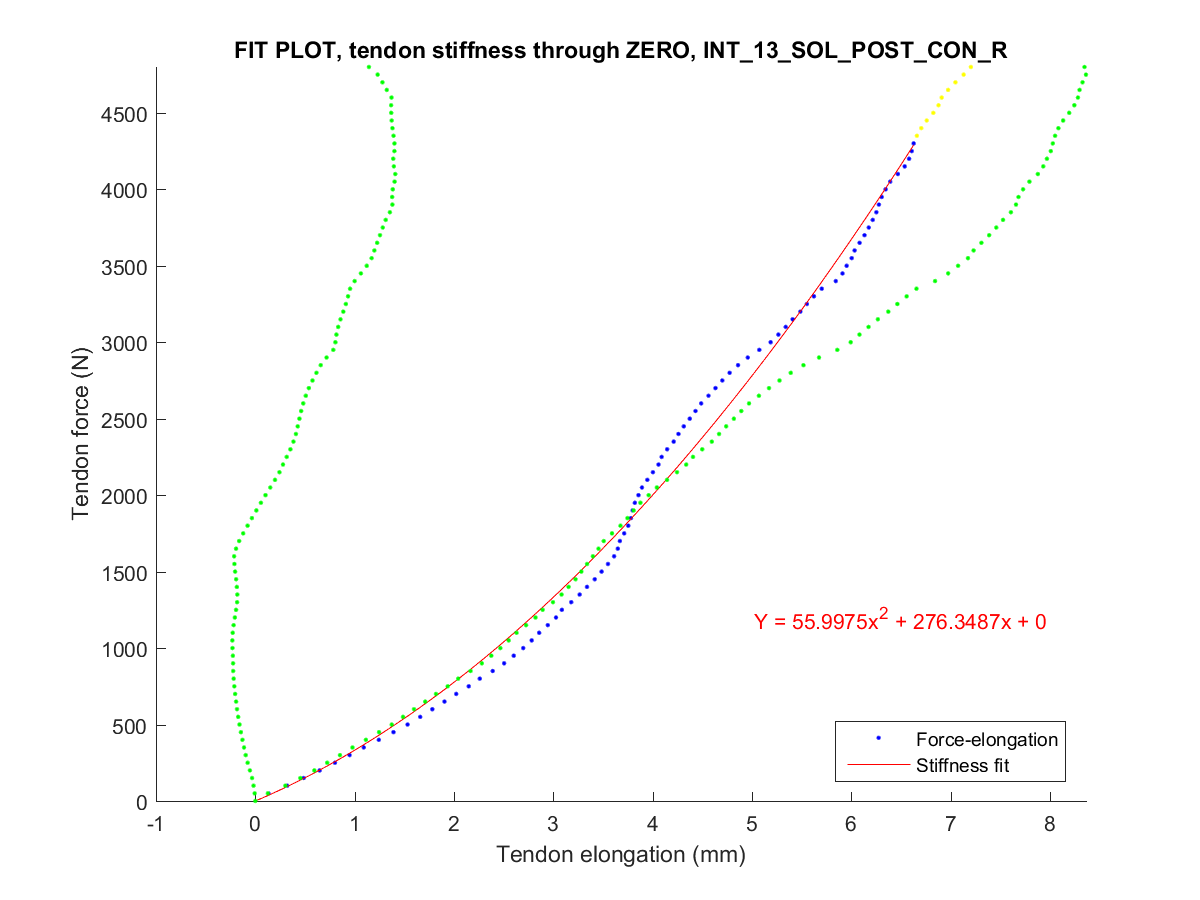 FIT PLOT, tendon stiffness through ZERO, INT_13_SOL_POST_CON_R
4500
4000
3500
3000
2500
2000
1500
1000
500
0
Tendon force (N)
Y = 55.9975x² + 276.3487x + 0
Force-elongation
Stiffness fit
-1 0 1 2 3 4 5 6 7 8
Tendon elongation (mm)